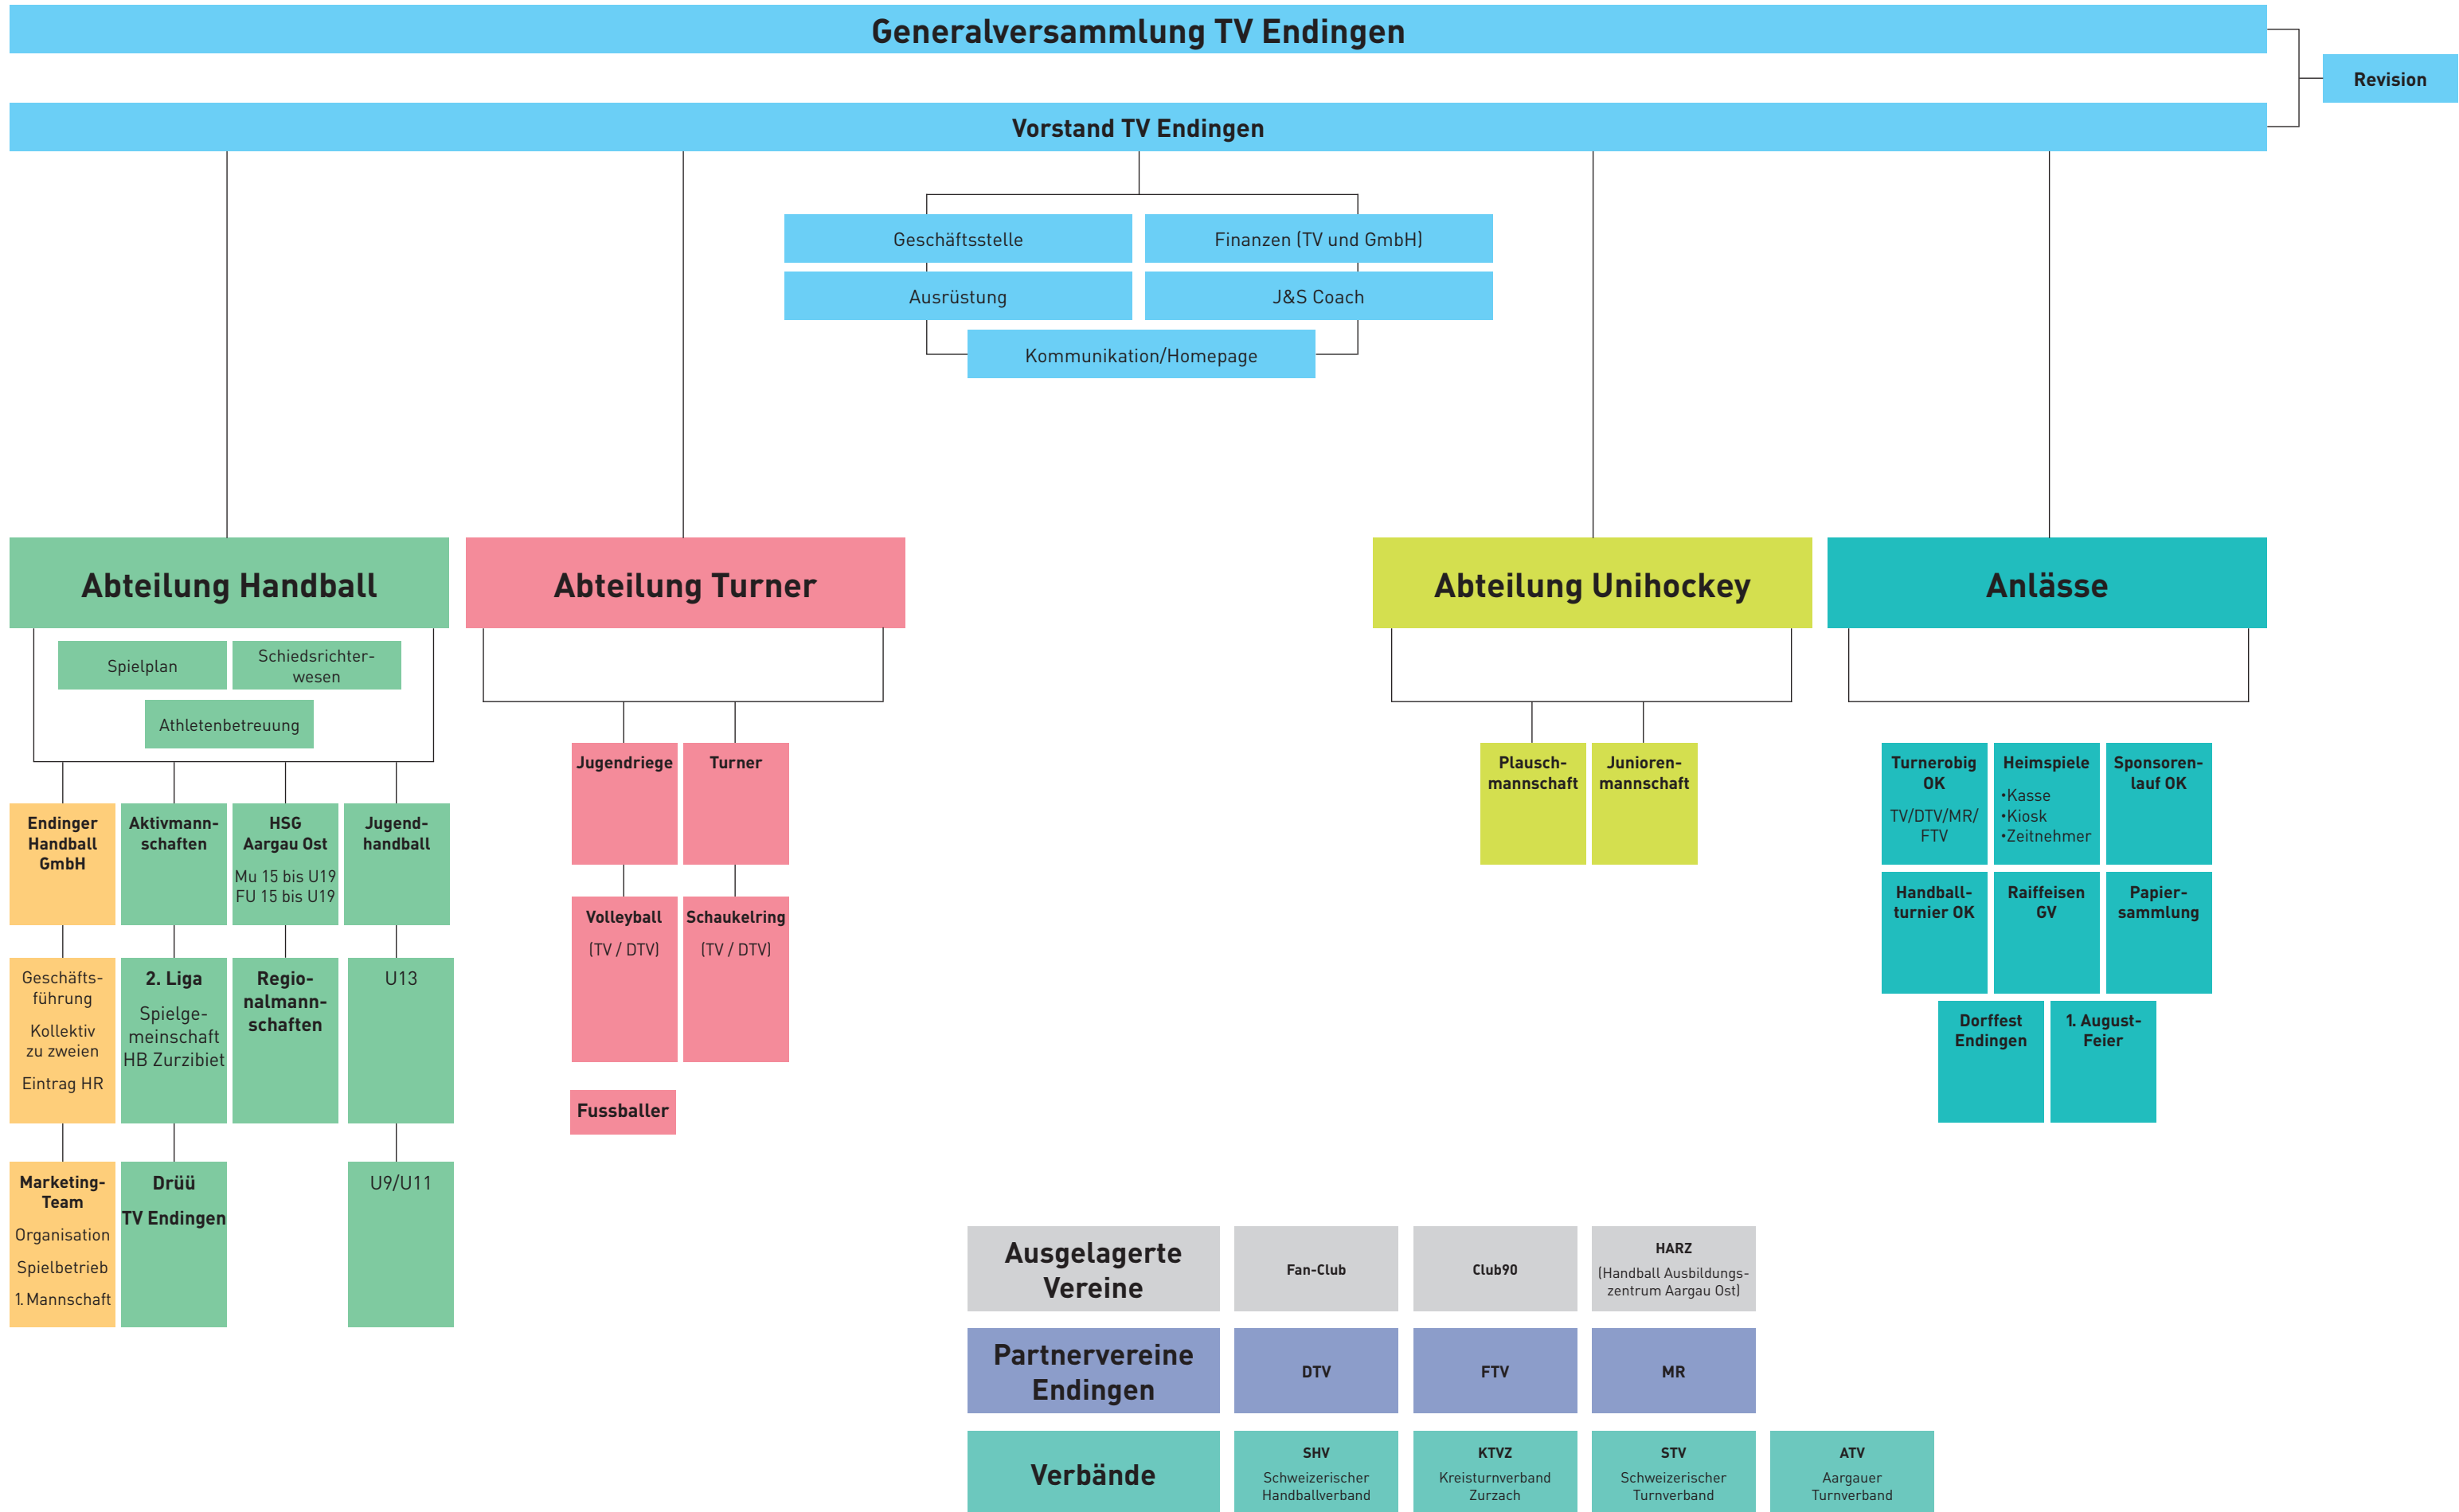 Generalversammlung TV Endingen
Revision
Vorstand TV Endingen
Geschäftsstelle
Finanzen (TV und GmbH)
Ausrüstung
J&S Coach
Kommunikation/Homepage
Abteilung Handball
Spielplan
Schiedsrichter-
wesen
Athletenbetreuung
Endinger
Handball
GmbH
Aktivmann-
schaften
HSG
Aargau Ost
Mu 15 bis U19
FU 15 bis U19
Jugend-
handball
Geschäfts-
führung
Kollektiv
zu zweien
Eintrag HR
2. Liga
Spielge-
meinschaft
HB Zurzibiet
Regio-
nalmann-
schaften
U13
Marketing-
Team
Organisation
Spielbetrieb
1. Mannschaft
Drüü
TV Endingen
U9/U11
Abteilung Turner
Jugendriege
Turner
Volleyball
(TV / DTV)
Schaukelring
(TV / DTV)
Fussballer
Abteilung Unihockey
Plausch-
mannschaft
Junioren-
mannschaft
Anlässe
Turnerobig
OK
TV/DTV/MR/
FTV
Heimspiele
•Kasse
•Kiosk
•Zeitnehmer
Sponsoren-
lauf OK
Handball-
turnier OK
Raiffeisen
GV
Papier-
sammlung
Dorffest
Endingen
1. August-
Feier
Ausgelagerte
Vereine
Fan-Club
Club90
HARZ
(Handball Ausbildungs-
zentrum Aargau Ost)
Partnervereine
Endingen
DTV
FTV
MR
Verbände
SHV
Schweizerischer
Handballverband
KTVZ
Kreisturnverband
Zurzach
STV
Schweizerischer
Turnverband
ATV
Aargauer
Turnverband